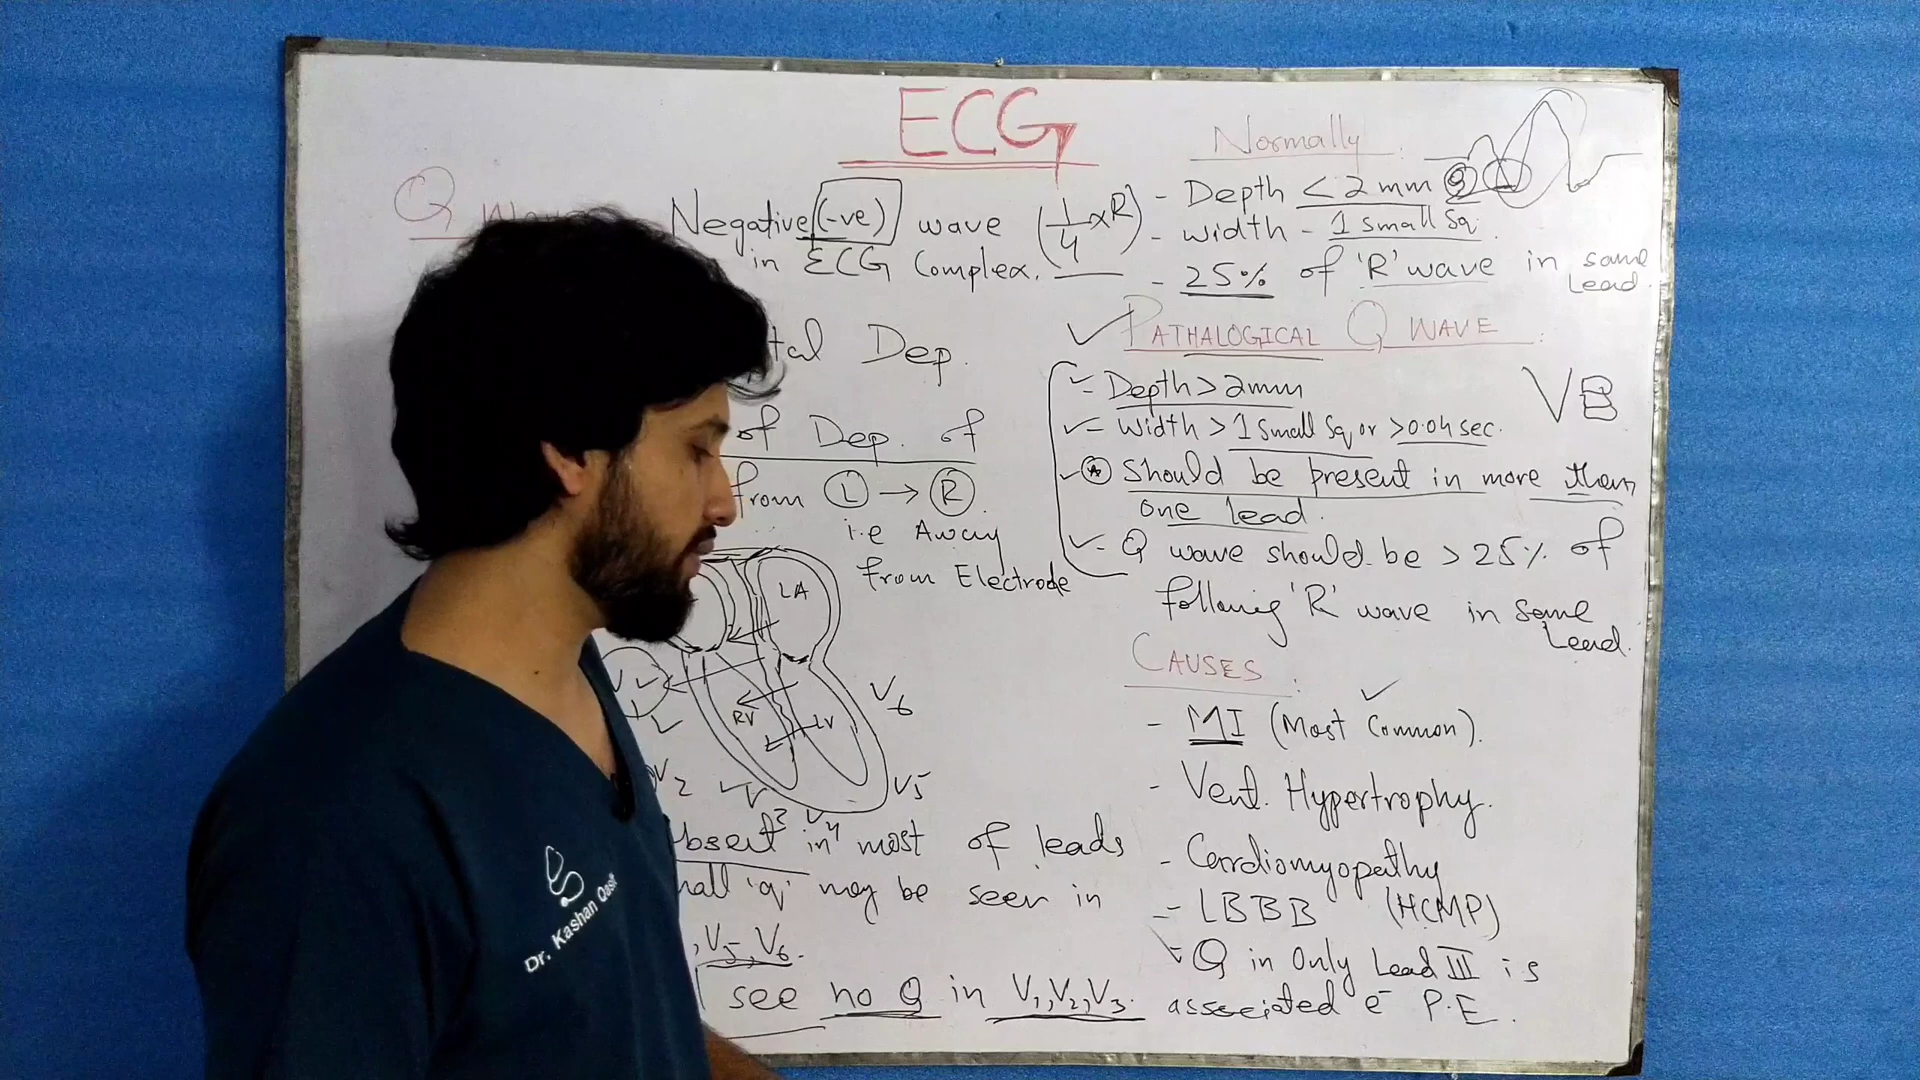 ECG
Q
Negative (-ve) wave (1/4 x R)
in ECG Complex.
tal Dep.
of Dep. of
from L → R
i.e Away
from Electrode
LA
RV
LV
V6
V5
V2
V3
V4
bsent in most of leads
'q' may be seen in
, V5, V6.
see no Q in V1, V2, V3.
Normally
- Depth < 2 mm
- width - 1 small Sq.
- 25% of 'R' wave in same
Lead.
PATHALOGICAL Q WAVE :
- Depth > 2mm
- width > 1 Small Sq or > 0.04 sec.
Should be present in more than
one lead.
- Q wave should be > 25% of
'R' wave in same
Lead.
CAUSES :
- MI (Most Common).
- Vent. Hypertrophy.
- Cardiomyopathy
(HCMP)
- LBBB
- Q in Only Lead III is
associated c̄ P.E.
Dr. Kashan Qasif